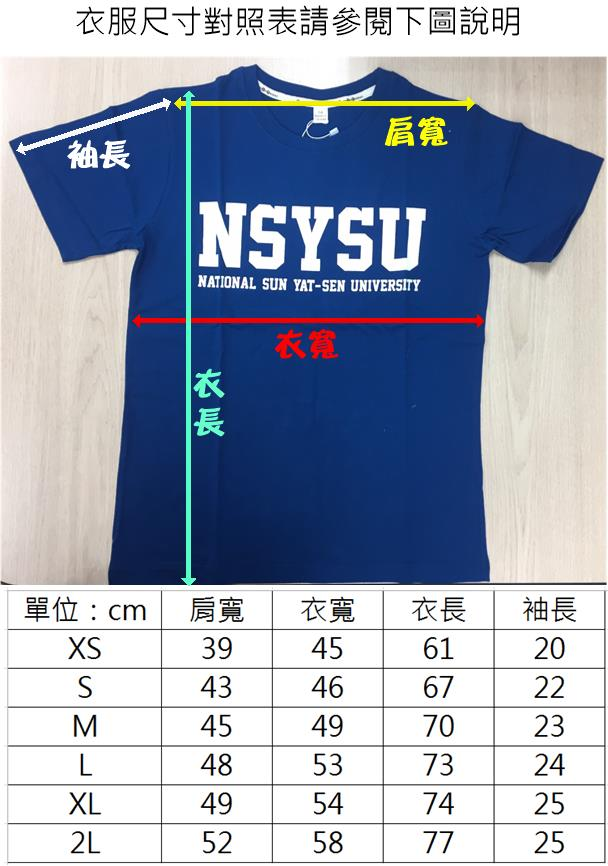 衣服尺寸對照表請參閱下圖說明
袖長
肩寬
NSYSU
NATIONAL SUN YAT-SEN UNIVERSITY
衣寬
衣長
單位：cm 肩寬 衣寬 衣長 袖長
XS 39 45 61 20
S 43 46 67 22
M 45 49 70 23
L 48 53 73 24
XL 49 54 74 25
2L 52 58 77 25